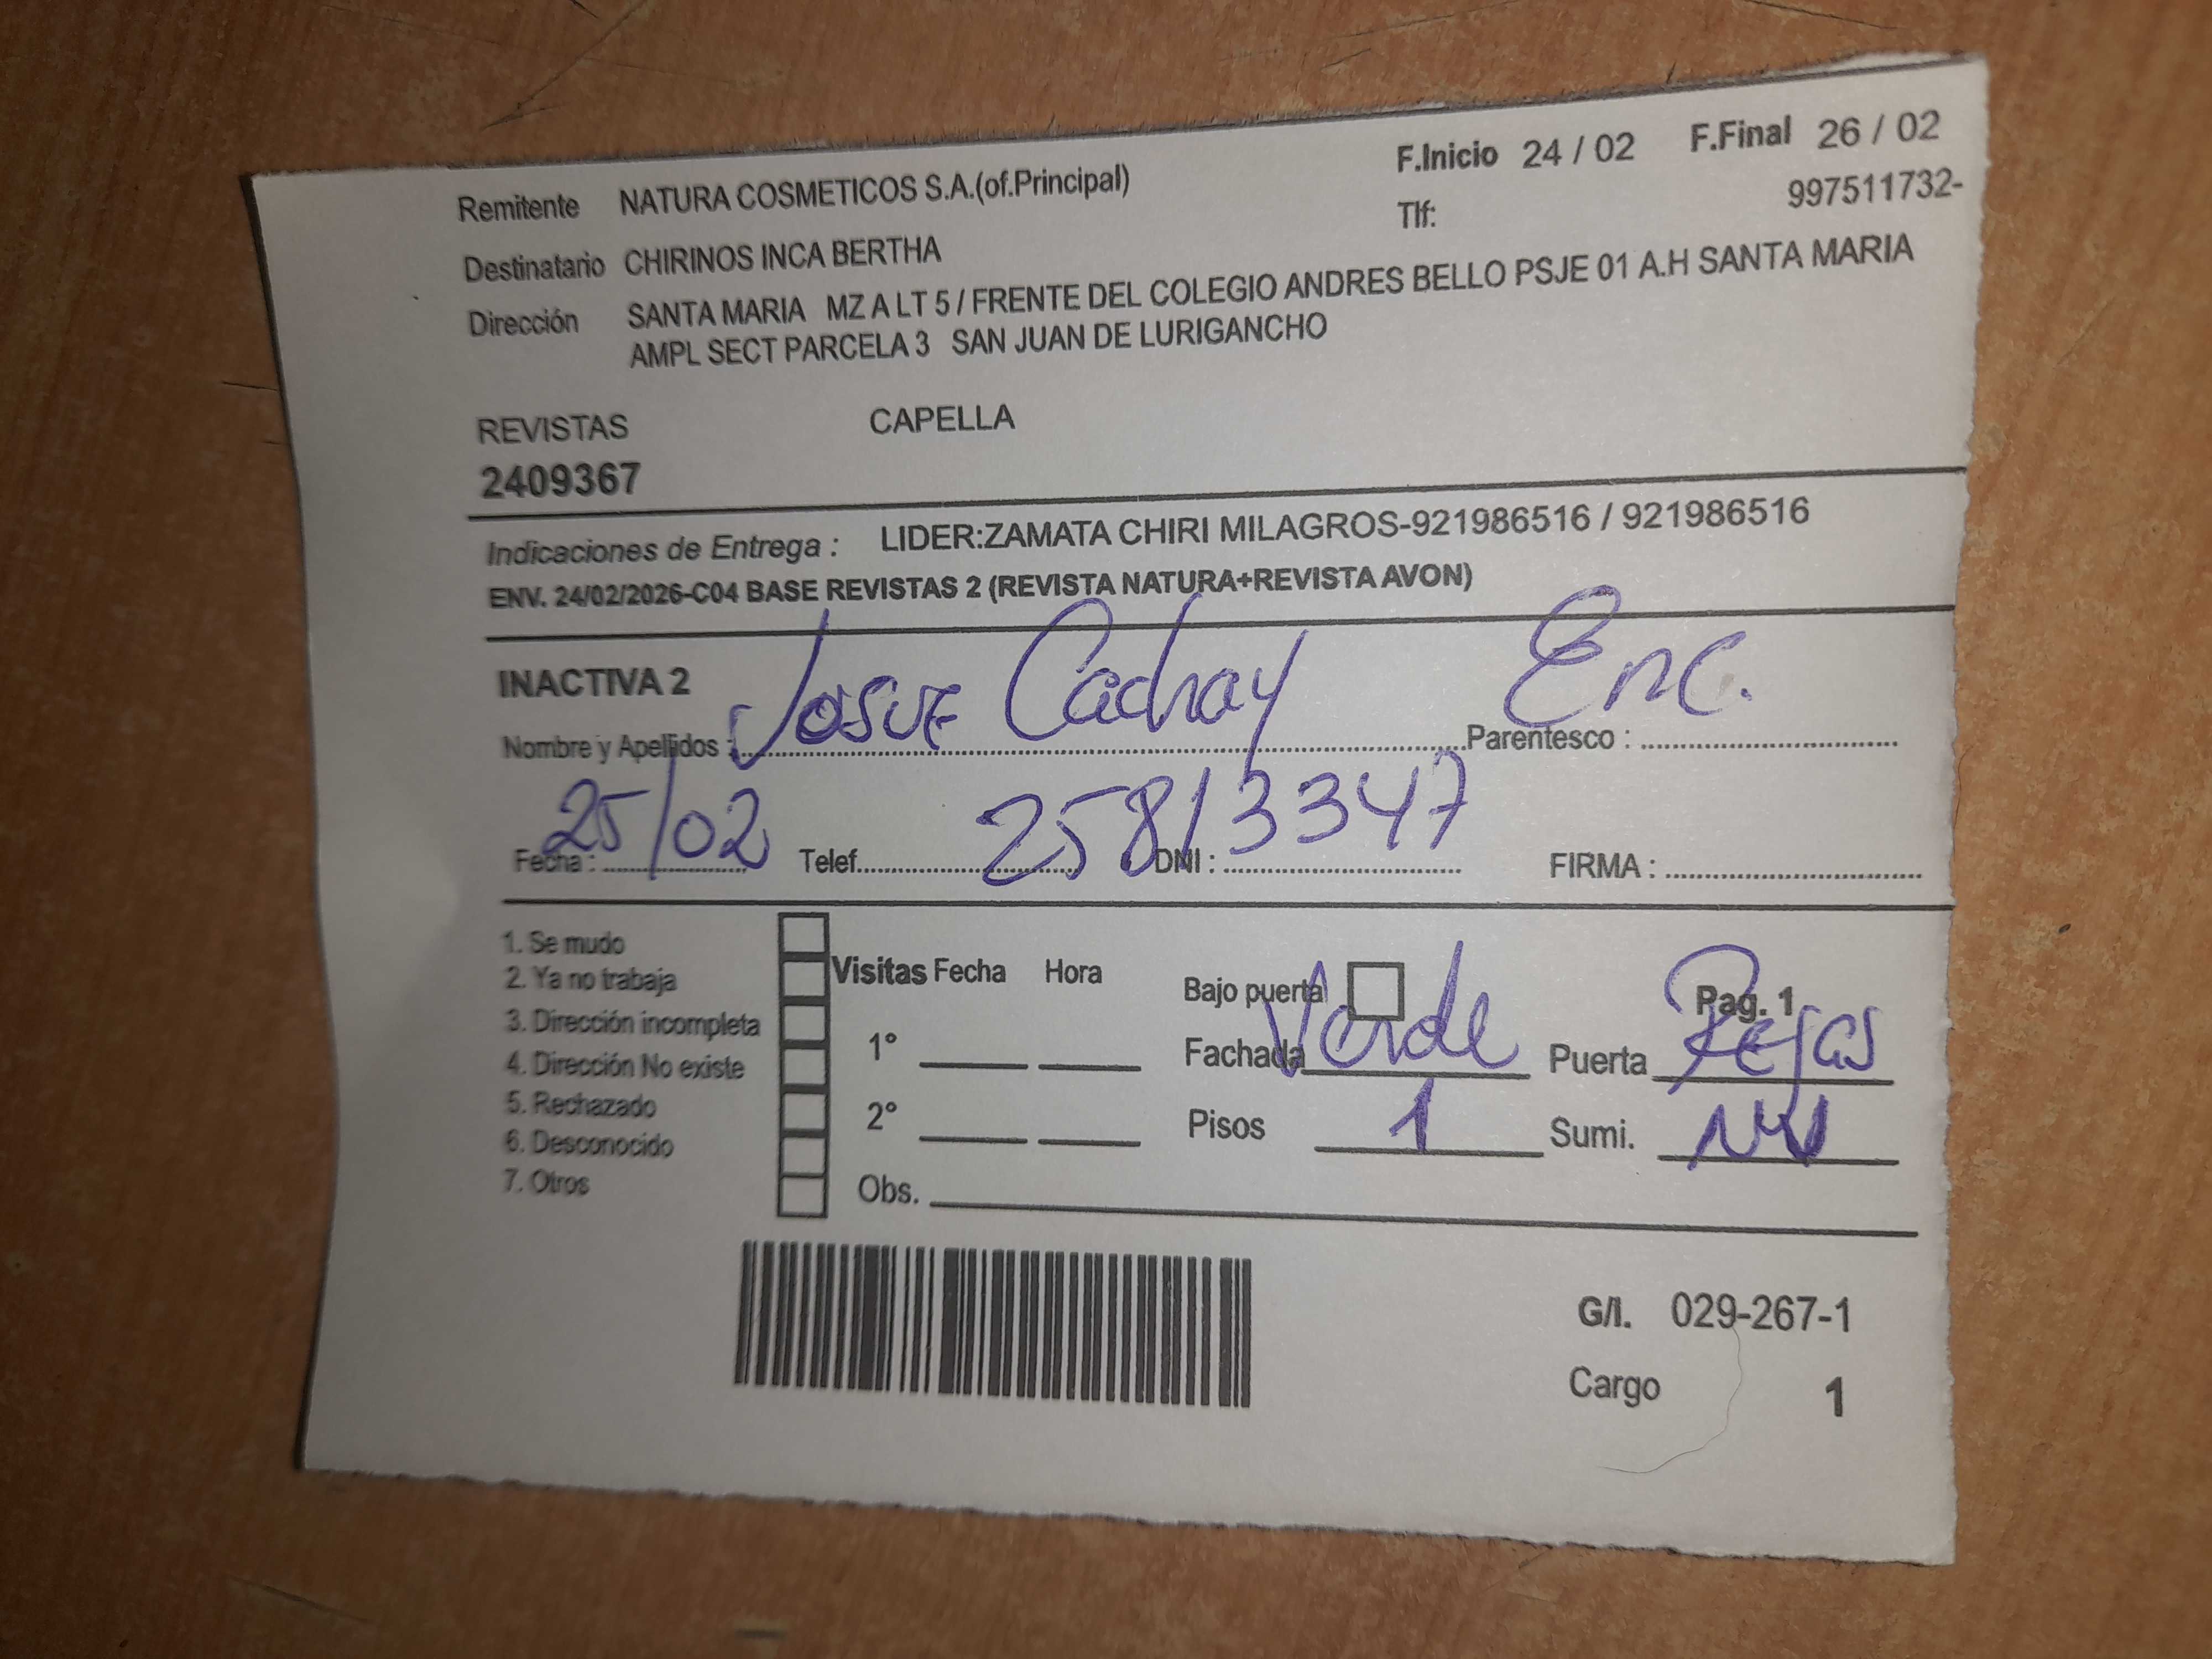 F.Inicio 24 / 02 F.Final 26 / 02
Remitente NATURA COSMETICOS S.A.(of.Principal) Tlf: 997511732-
Destinatario CHIRINOS INCA BERTHA
Dirección SANTA MARIA MZ A LT 5 / FRENTE DEL COLEGIO ANDRES BELLO PSJE 01 A.H SANTA MARIA
AMPL SECT PARCELA 3 SAN JUAN DE LURIGANCHO
REVISTAS CAPELLA
2409367
Indicaciones de Entrega : LIDER:ZAMATA CHIRI MILAGROS-921986516 / 921986516
ENV. 24/02/2026-C04 BASE REVISTAS 2 (REVISTA NATURA+REVISTA AVON)
INACTIVA 2
Nombre y Apellidos : Josue Cachay Parentesco : Enc.
Fecha : 25/02 Telef. DNI : 25813347 FIRMA :
1. Se mudo
2. Ya no trabaja
3. Dirección incompleta
4. Dirección No existe
5. Rechazado
6. Desconocido
7. Otros
Visitas Fecha Hora
1°
2°
Obs.
Bajo puerta Pag. 1
Fachada Verde Puerta Rejas
Pisos 1 Sumi.
G/I. 029-267-1
Cargo 1